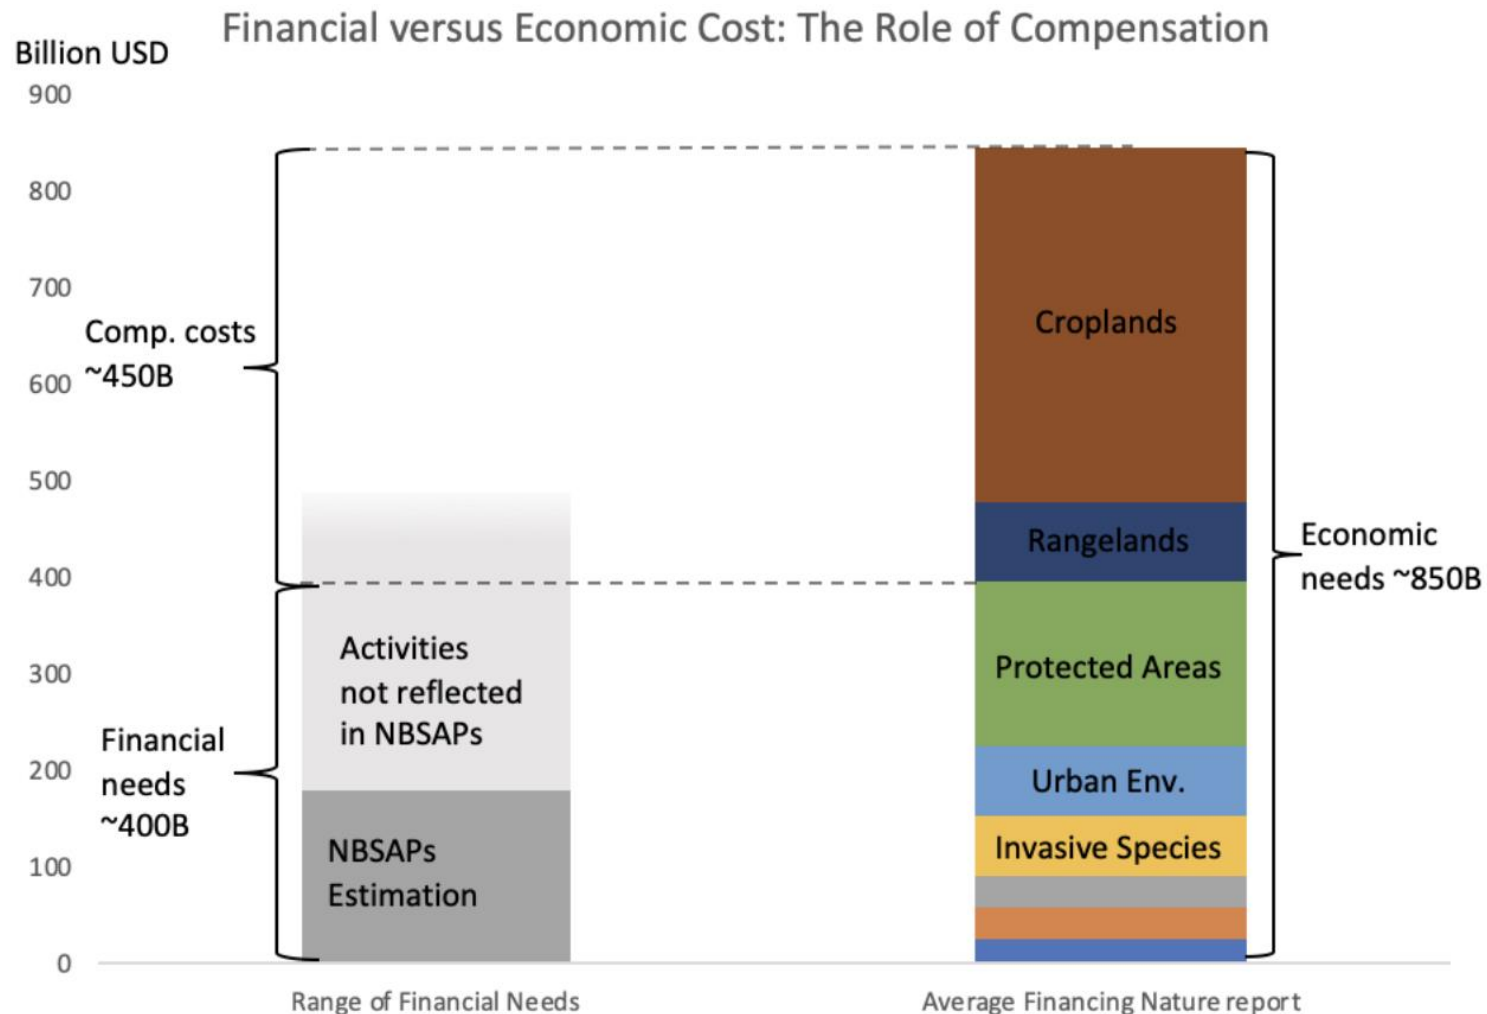 Financial versus Economic Cost: The Role of Compensation
Billion USD
900
800
700
600
500
400
300
200
100
0
Comp. costs
~450B
Financial
needs
~400B
Activities
not reflected
in NBSAPs
NBSAPs
Estimation
Croplands
Rangelands
Protected Areas
Urban Env.
Invasive Species
Economic
needs ~850B
Range of Financial Needs
Average Financing Nature report